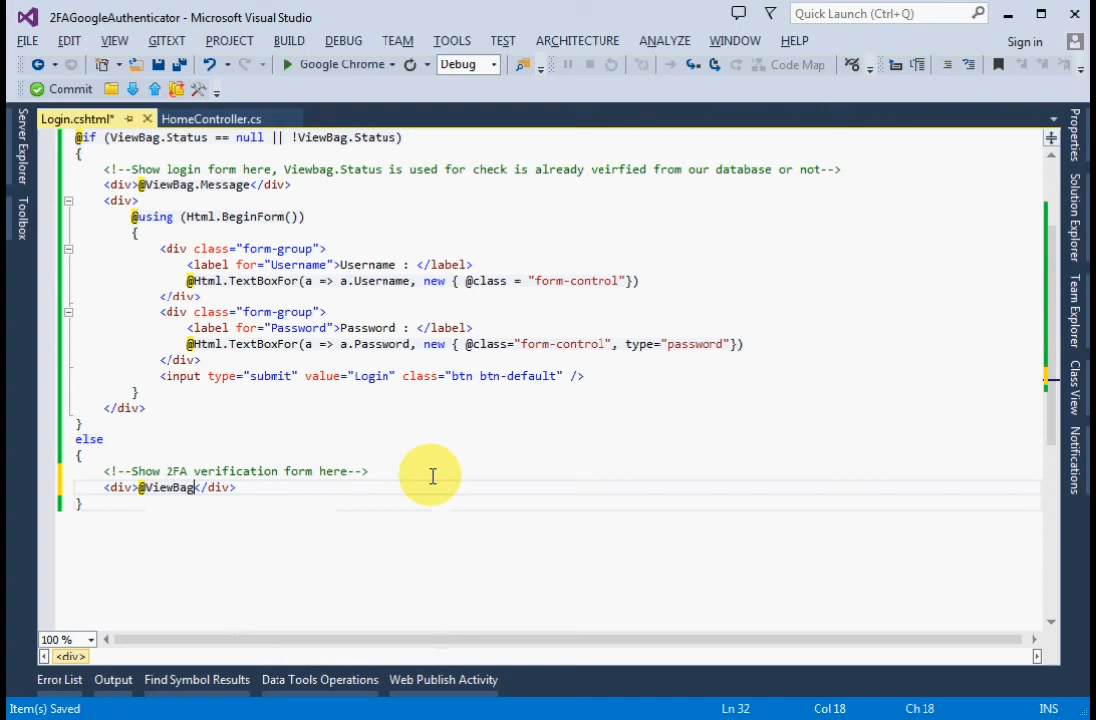 2FAGoogleAuthenticator - Microsoft Visual Studio
Quick Launch (Ctrl+Q)
FILE EDIT VIEW GITEXT PROJECT BUILD DEBUG TEAM TOOLS TEST ARCHITECTURE ANALYZE WINDOW HELP Sign in
Google Chrome Debug Code Map
Commit
Login.cshtml* HomeController.cs
@if (ViewBag.Status == null || !ViewBag.Status)
{
<!--Show login form here, Viewbag.Status is used for check is already veirfied from our database or not-->
<div>@ViewBag.Message</div>
<div>
@using (Html.BeginForm())
{
<div class="form-group">
<label for="Username">Username : </label>
@Html.TextBoxFor(a => a.Username, new { @class = "form-control"})
</div>
<div class="form-group">
<label for="Password">Password : </label>
@Html.TextBoxFor(a => a.Password, new { @class="form-control", type="password"})
</div>
<input type="submit" value="Login" class="btn btn-default" />
}
</div>
}
else
{
<!--Show 2FA verification form here-->
<div>@ViewBag</div>
}
100 %
<div>
Error List Output Find Symbol Results Data Tools Operations Web Publish Activity
Item(s) Saved Ln 32 Col 18 Ch 18 INS
Server Explorer
Toolbox
Properties
Solution Explorer
Team Explorer
Class View
Notifications